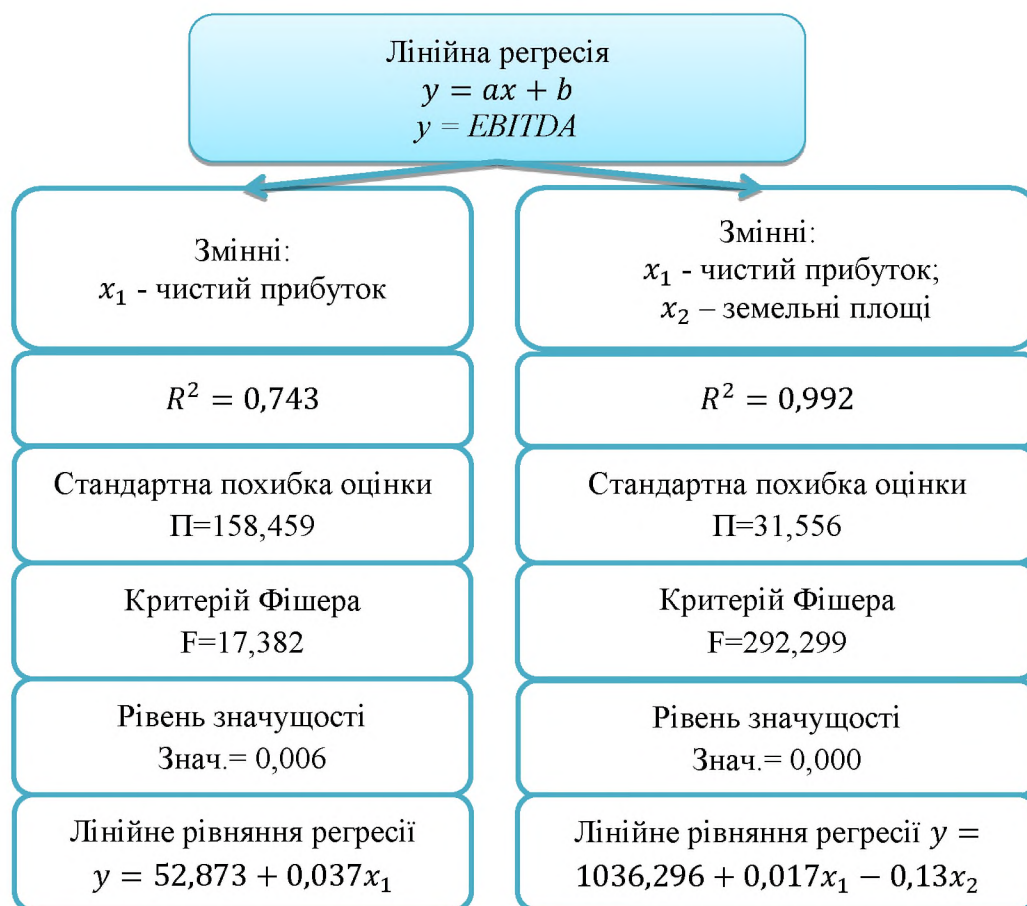 Лінійна регресія
y = ax + b
y = EBITDA
Змінні:
x₁ - чистий прибуток
R² = 0,743
Стандартна похибка оцінки
П=158,459
Критерій Фішера
F=17,382
Рівень значущості
Знач.= 0,006
Лінійне рівняння регресії
y = 52,873 + 0,037x₁
Змінні:
x₁ - чистий прибуток;
x₂ – земельні площі
R² = 0,992
Стандартна похибка оцінки
П=31,556
Критерій Фішера
F=292,299
Рівень значущості
Знач.= 0,000
Лінійне рівняння регресії y =
1036,296 + 0,017x₁ − 0,13x₂